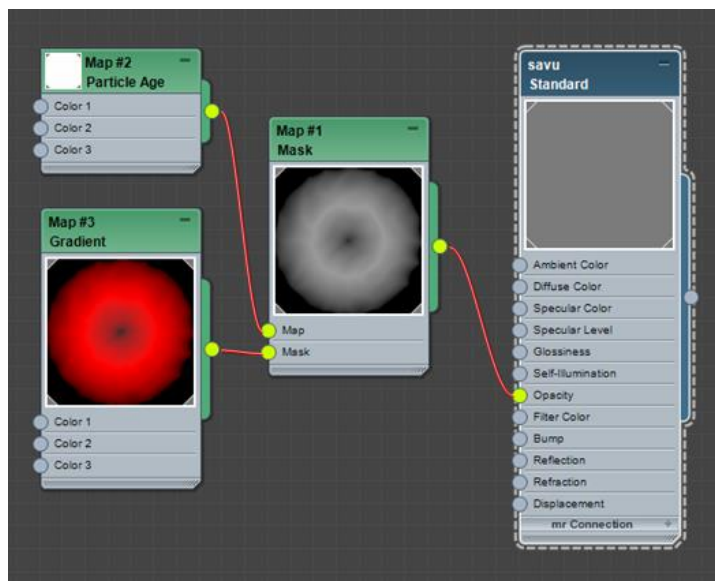 Map #2
Particle Age
Color 1
Color 2
Color 3
Map #3
Gradient
Color 1
Color 2
Color 3
Map #1
Mask
Map
Mask
savu
Standard
Ambient Color
Diffuse Color
Specular Color
Specular Level
Glossiness
Self-Illumination
Opacity
Filter Color
Bump
Reflection
Refraction
Displacement
mr Connection